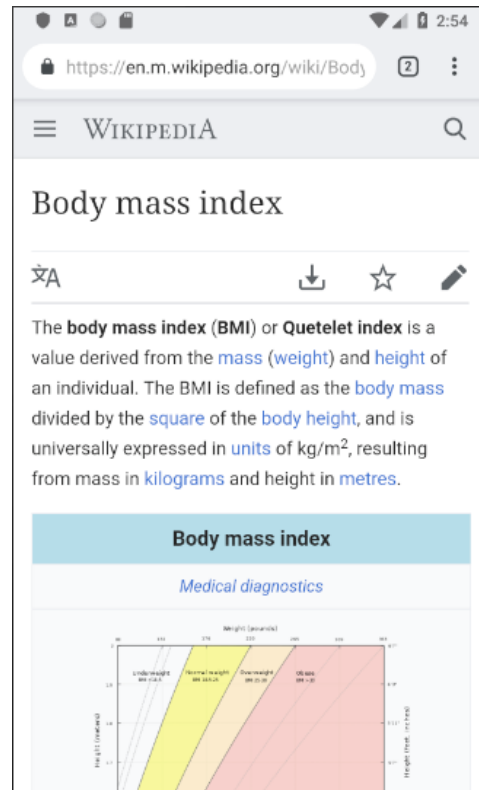 2:54
https://en.m.wikipedia.org/wiki/Body
2
WIKIPEDIA
Body mass index
The body mass index (BMI) or Quetelet index is a
value derived from the mass (weight) and height of
an individual. The BMI is defined as the body mass
divided by the square of the body height, and is
universally expressed in units of kg/m², resulting
from mass in kilograms and height in metres.
Body mass index
Medical diagnostics
Weight (pounds)
Underweight
Normal weight
Overweight
Obese
Height (meters)
Height (feet, inches)